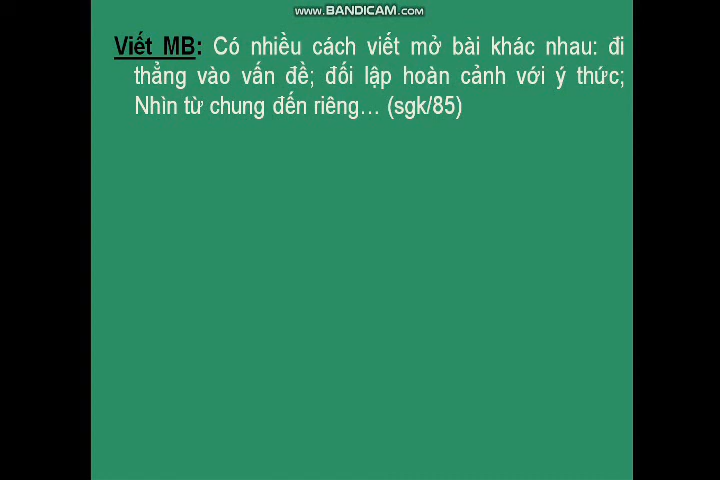 www.BANDICAM.com
Viết MB: Có nhiều cách viết mở bài khác nhau: đi
thẳng vào vấn đề; đối lập hoàn cảnh với ý thức;
Nhìn từ chung đến riêng… (sgk/85)